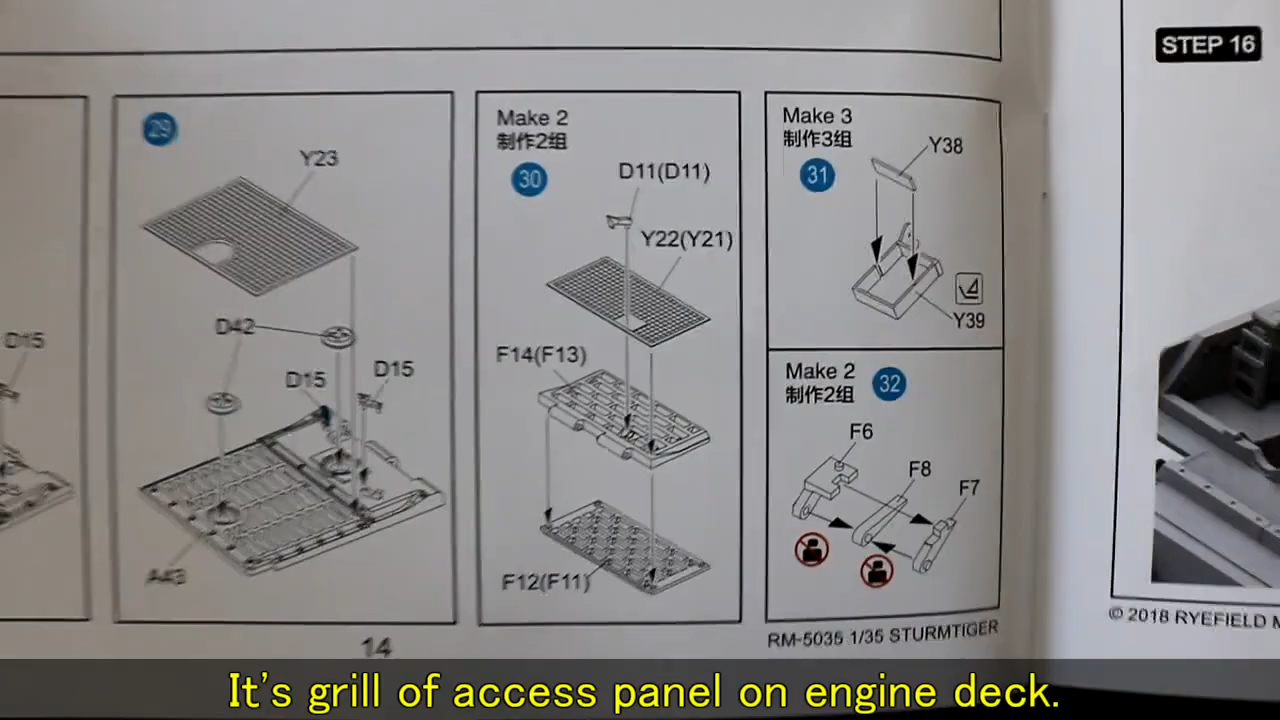 STEP 16
D15
29
Y23
D42
D15
D15
A43
Make 2
制作2组
30
D11(D11)
Y22(Y21)
F14(F13)
F12(F11)
Make 3
制作3组
31
Y38
Y39
Make 2
制作2组
32
F6
F8
F7
14
RM-5035 1/35 STURMTIGER
© 2018 RYEFIELD M
It's grill of access panel on engine deck.